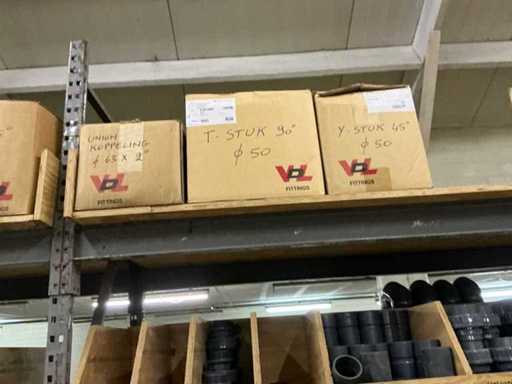 UNION
KOPPELING
ϕ 63 X 2"
VDL
FITTINGS
T-STUK 90°
ϕ 50
VDL
FITTINGS
Y-STUK 45°
ϕ 50
VDL
FITTINGS